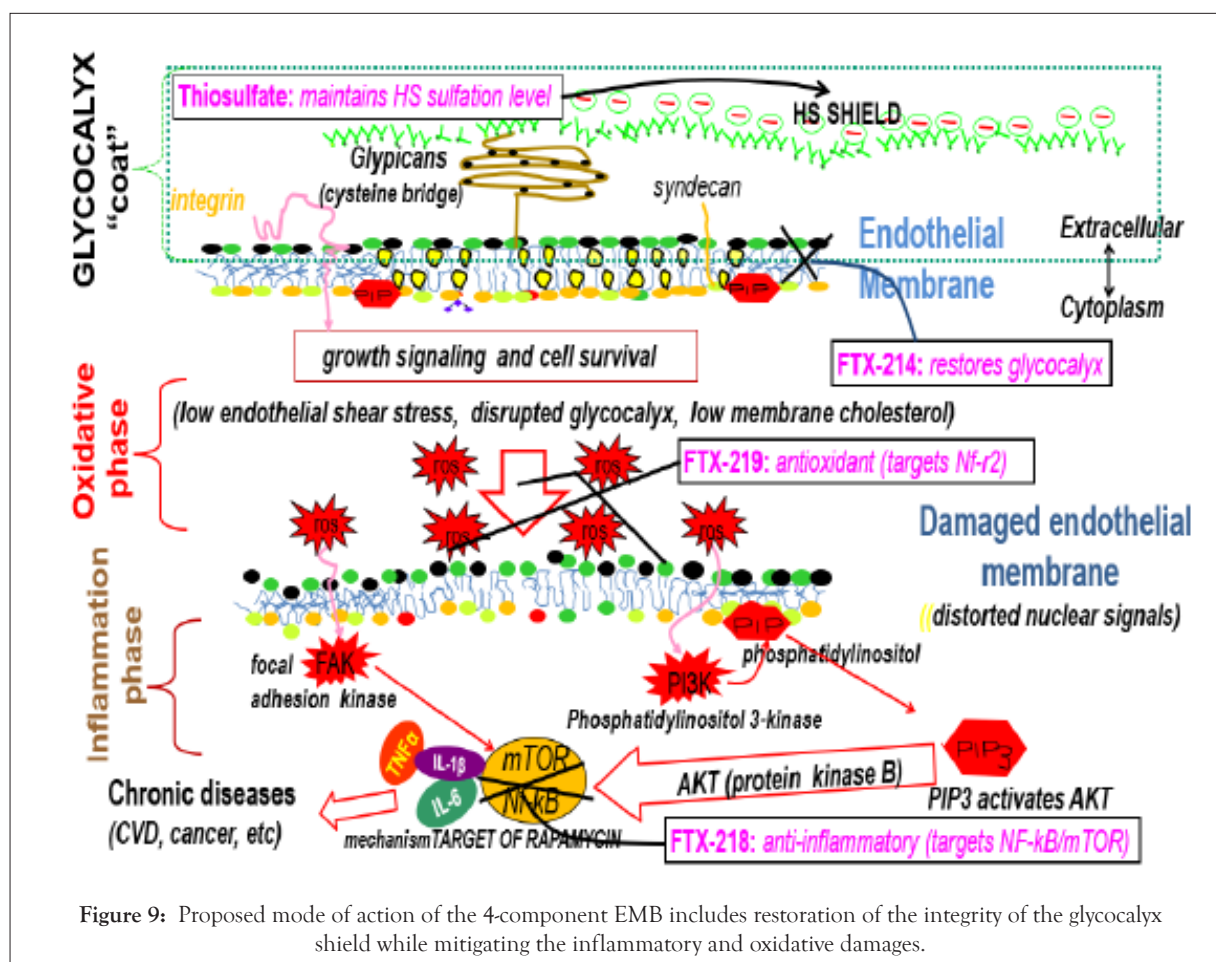 GLYCOCALYX
"coat"
Thiosulfate: maintains HS sulfation level
HS SHIELD
Glypicans
(cysteine bridge)
syndecan
integrin
Endothelial
Membrane
Extracellular
Cytoplasm
PIP
PIP
growth signaling and cell survival
FTX-214: restores glycocalyx
Oxidative
phase
(low endothelial shear stress, disrupted glycocalyx, low membrane cholesterol)
ros
ros
FTX-219: antioxidant (targets Nf-r2)
ros
ros
ros
ros
Damaged endothelial
membrane
((distorted nuclear signals)
Inflammation
phase
PIP
phosphatidylinositol
focal
adhesion kinase
FAK
PI3K
Phosphatidylinositol 3-kinase
TNFα
IL-1β
IL-6
mTOR
Nf-kB
AKT (protein kinase B)
PIP3
PIP3 activates AKT
Chronic diseases
(CVD, cancer, etc)
mechanismTARGET OF RAPAMYCIN
FTX-218: anti-inflammatory (targets NF-kB/mTOR)
Figure 9: Proposed mode of action of the 4-component EMB includes restoration of the integrity of the glycocalyx
shield while mitigating the inflammatory and oxidative damages.